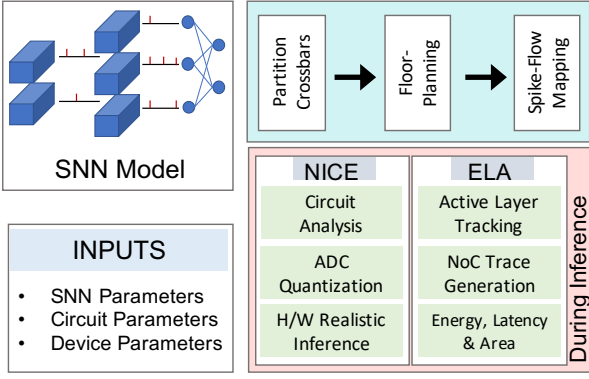 SNN Model
Partition
Crossbars
Floor-
Planning
Spike-Flow
Mapping
INPUTS
• SNN Parameters
• Circuit Parameters
• Device Parameters
NICE
Circuit
Analysis
ADC
Quantization
H/W Realistic
Inference
ELA
Active Layer
Tracking
NoC Trace
Generation
Energy, Latency
& Area
During Inference